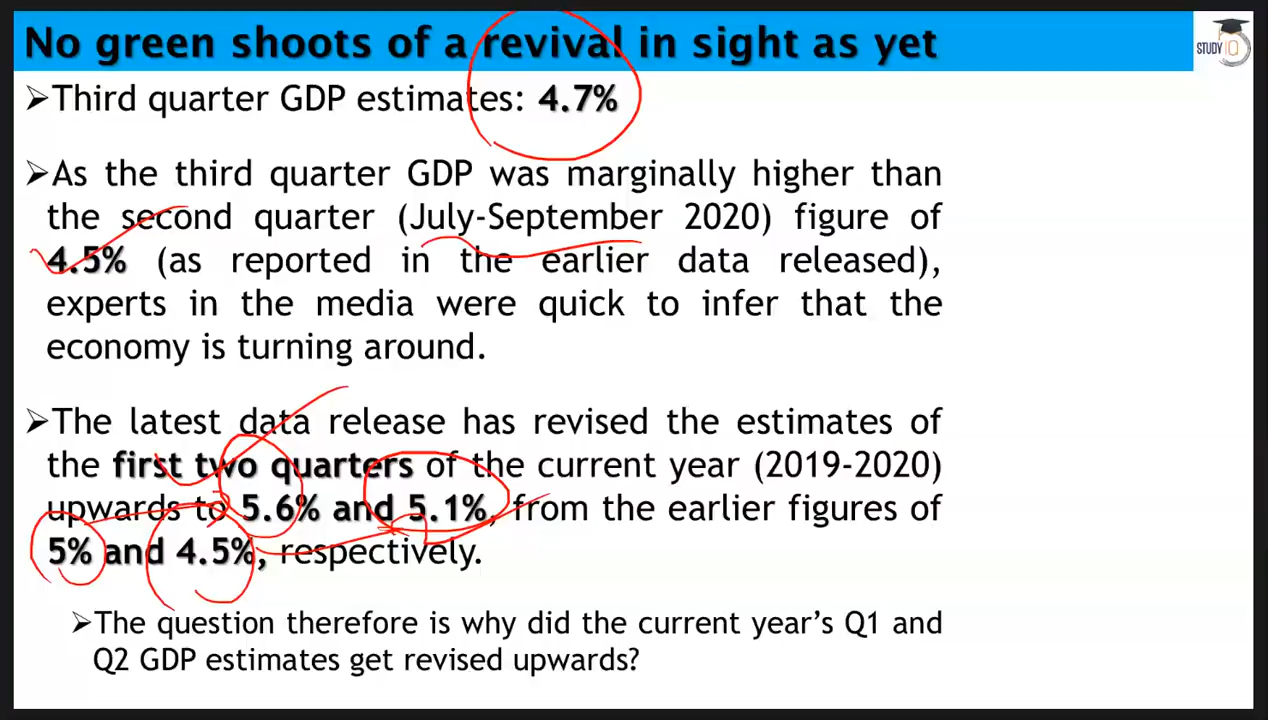 No green shoots of a revival in sight as yet
STUDY IQ
➢Third quarter GDP estimates: 4.7%
➢As the third quarter GDP was marginally higher than
the second quarter (July-September 2020) figure of
4.5% (as reported in the earlier data released),
experts in the media were quick to infer that the
economy is turning around.
➢The latest data release has revised the estimates of
the first two quarters of the current year (2019-2020)
upwards to 5.6% and 5.1%, from the earlier figures of
5% and 4.5%, respectively.
➢The question therefore is why did the current year's Q1 and
Q2 GDP estimates get revised upwards?